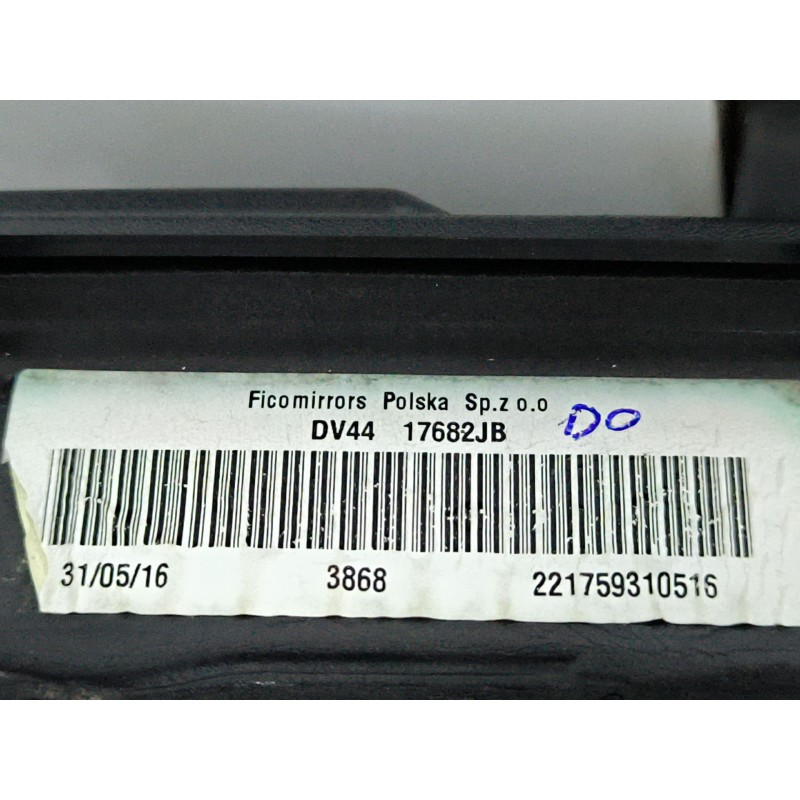 Ficomirrors Polska Sp.z o.o
DV44 17682JB DO
31/05/16 3868 221759310516